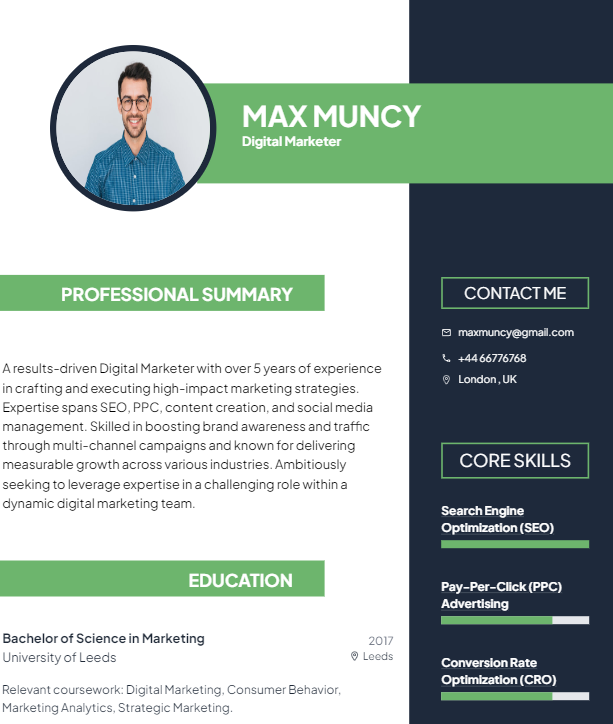 MAX MUNCY
Digital Marketer
PROFESSIONAL SUMMARY
A results-driven Digital Marketer with over 5 years of experience
in crafting and executing high-impact marketing strategies.
Expertise spans SEO, PPC, content creation, and social media
management. Skilled in boosting brand awareness and traffic
through multi-channel campaigns and known for delivering
measurable growth across various industries. Ambitiously
seeking to leverage expertise in a challenging role within a
dynamic digital marketing team.
EDUCATION
Bachelor of Science in Marketing
2017
University of Leeds
Leeds
Relevant coursework: Digital Marketing, Consumer Behavior,
Marketing Analytics, Strategic Marketing.
CONTACT ME
maxmuncy@gmail.com
+44 66776768
London , UK
CORE SKILLS
Search Engine
Optimization (SEO)
Pay-Per-Click (PPC)
Advertising
Conversion Rate
Optimization (CRO)